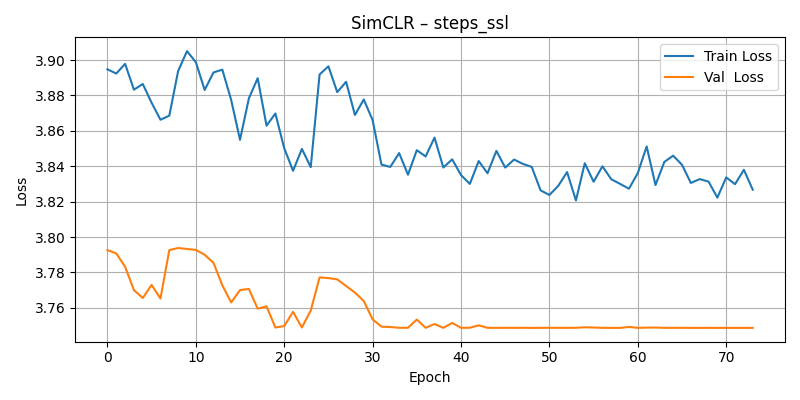 SimCLR – steps_ssl
Train Loss
Val  Loss
Loss
3.90
3.88
3.86
3.84
3.82
3.80
3.78
3.76
0 10 20 30 40 50 60 70
Epoch